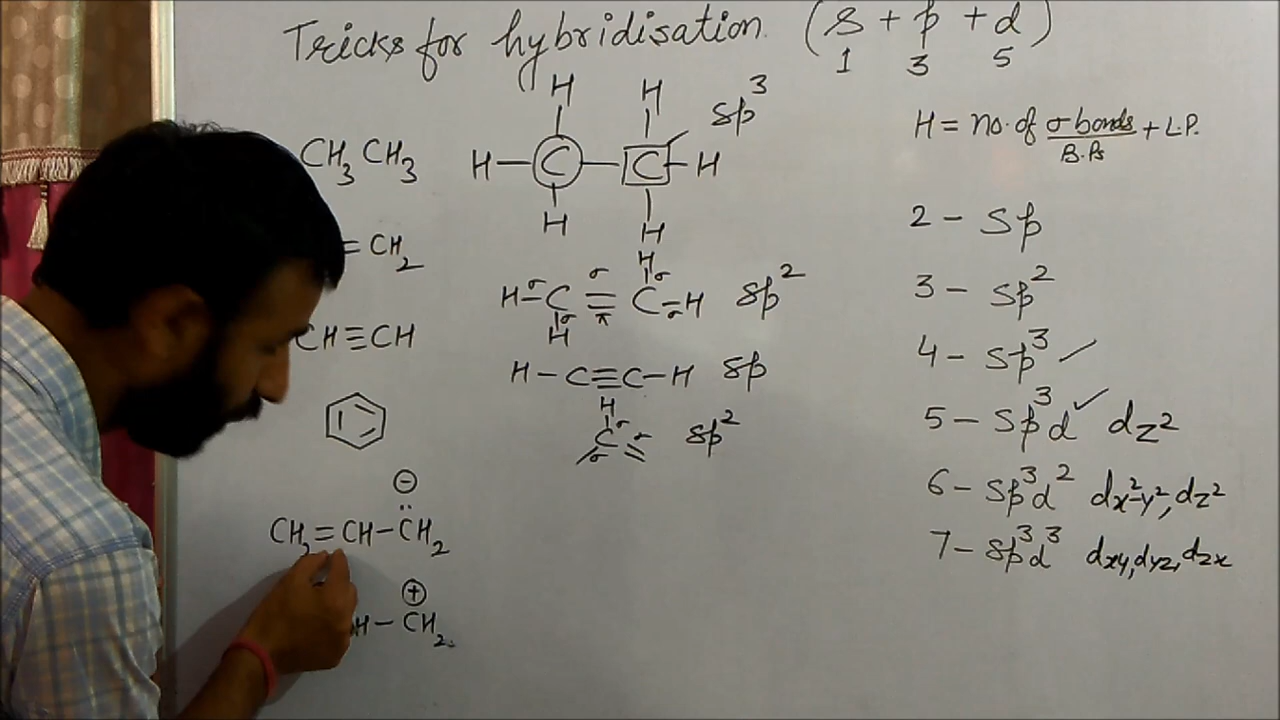 Tricks for hybridisation (s + p + d)
1 3 5
CH₃ CH₃
= CH₂
CH≡CH
⊖
CH₂=CH–C̈H₂
⊕
H–CH₂
H H
H–C–C–H sp³
H H
H
H–C=C–H sp²
σ σ σ σ σ π
H
H–C≡C–H sp
H
C sp²
σ σ σ
H = no. of σ bonds/B.Ps + L.P.
2 – sp
3 – sp²
4 – sp³ ✓
5 – sp³d ✓ dz²
6 – sp³d² dx²-y², dz²
7 – sp³d³ dxy, dyz, dzx